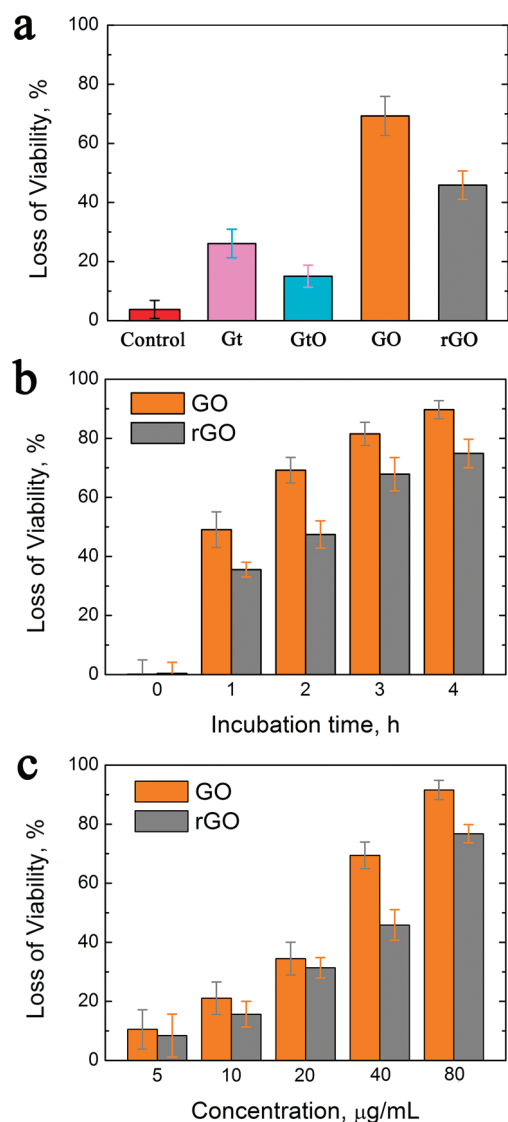 a
100
80
60
40
20
0
Loss of Viability, %
Control Gt GtO GO rGO
b
100
80
60
40
20
0
Loss of Viability, %
GO
rGO
0 1 2 3 4
Incubation time, h
c
100
80
60
40
20
0
Loss of Viability, %
GO
rGO
5 10 20 40 80
Concentration, μg/mL